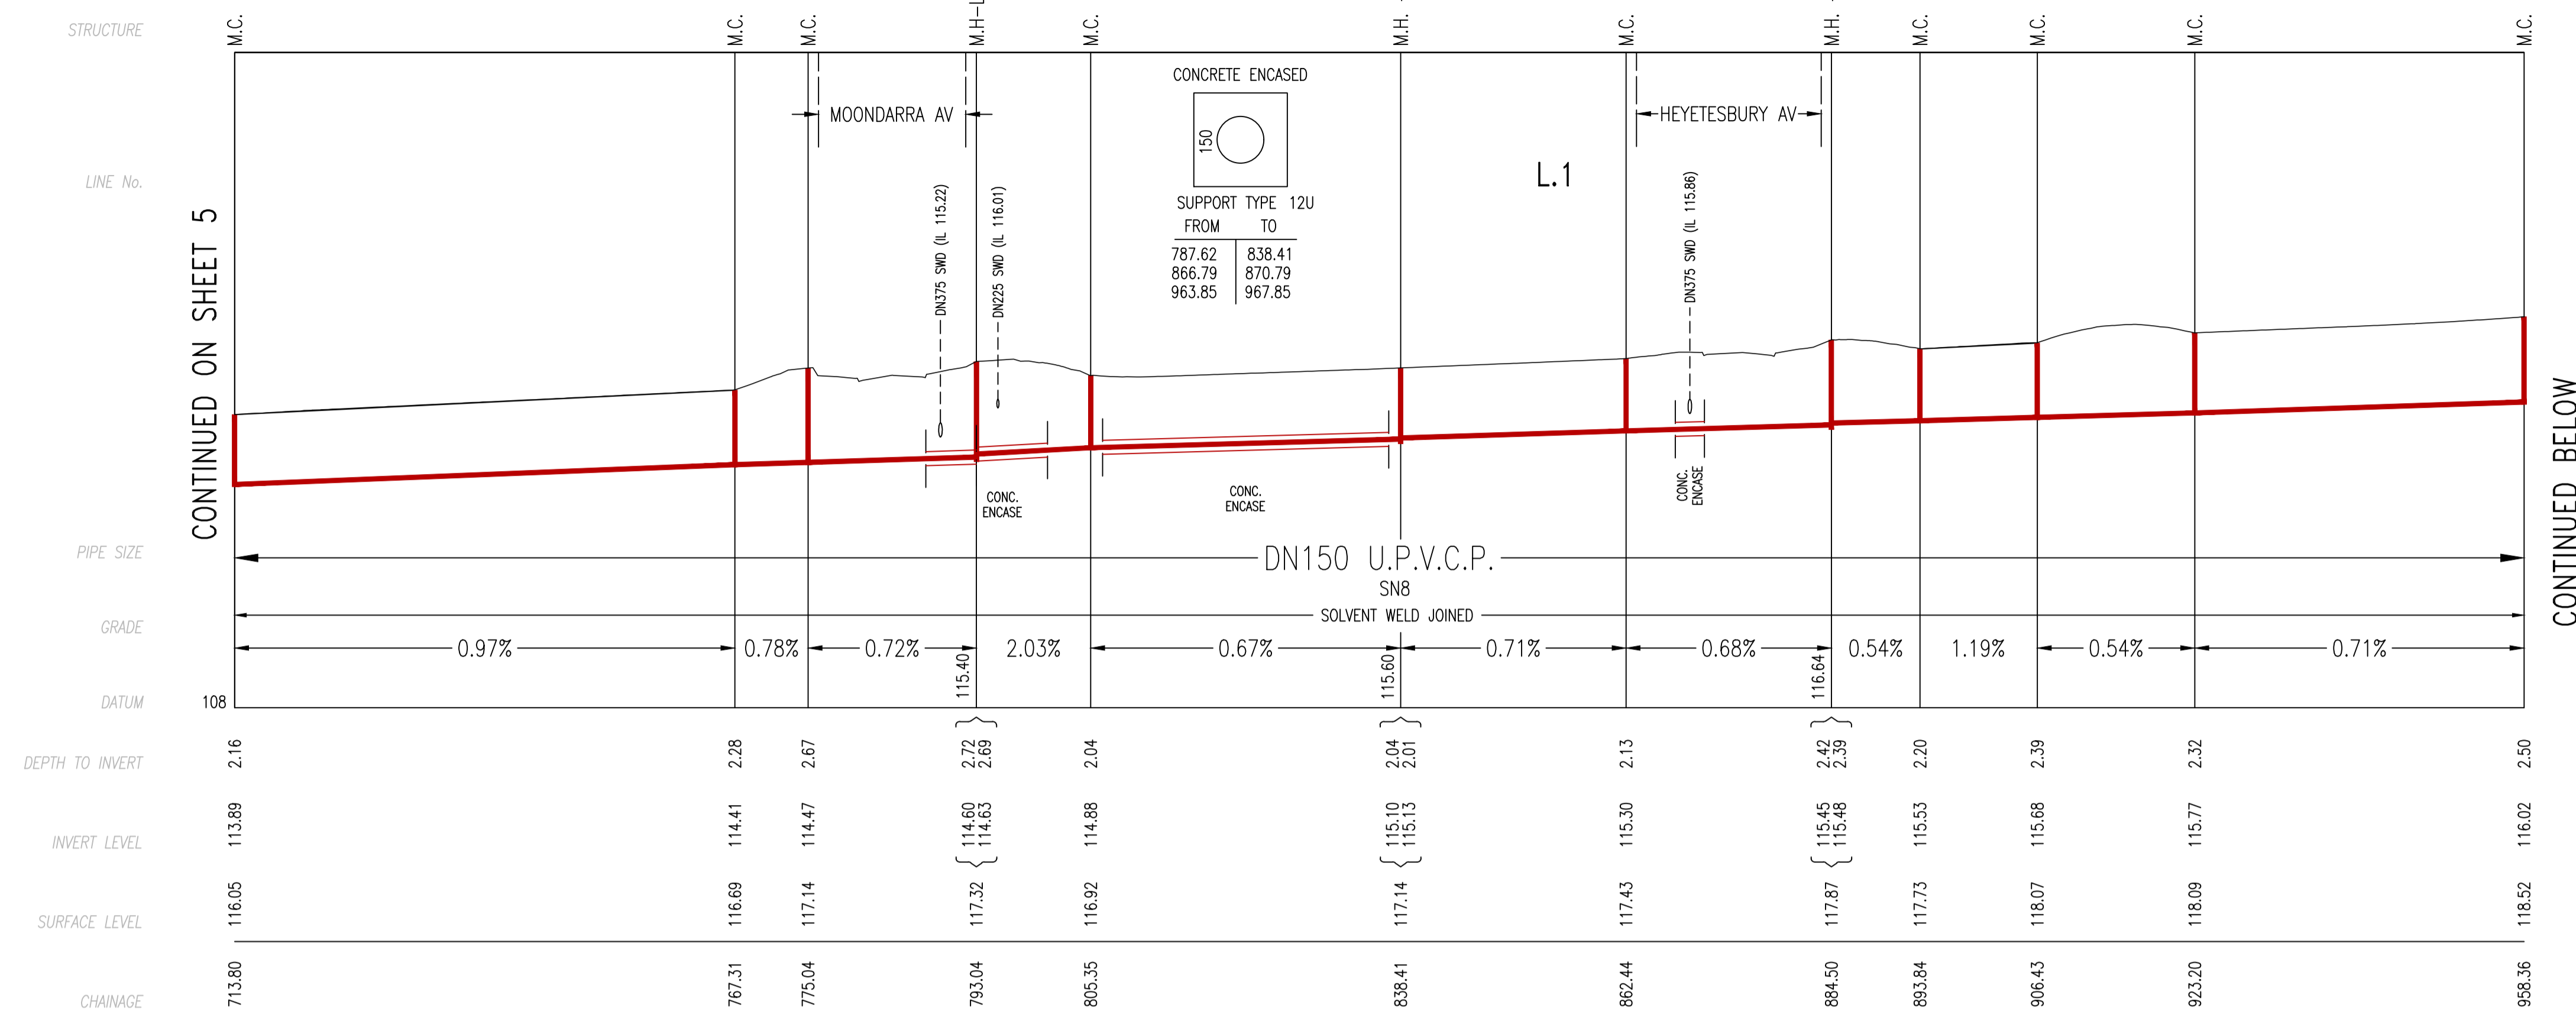 STRUCTURE
M.C. M.C. M.C. M.H-L M.C. M.H. M.C. M.H. M.C. M.C. M.C. M.C.
LINE No.
MOONDARRA AV
CONCRETE ENCASED
150
SUPPORT TYPE 12U
FROM TO
787.62 838.41
866.79 870.79
963.85 967.85
L.1
HEYETESBURY AV
DN375 SWD (IL 115.22)
DN225 SWD (IL 116.01)
DN375 SWD (IL 115.86)
CONTINUED ON SHEET 5
CONTINUED BELOW
CONC.
ENCASE
CONC.
ENCASE
CONC.
ENCASE
PIPE SIZE
DN150 U.P.V.C.P.
SN8
SOLVENT WELD JOINED
GRADE
0.97% 0.78% 0.72% 2.03% 0.67% 0.71% 0.68% 0.54% 1.19% 0.54% 0.71%
115.40 115.60 116.64
DATUM 108
DEPTH TO INVERT
2.16 2.28 2.67 2.72 2.69 2.04 2.04 2.01 2.13 2.42 2.39 2.20 2.39 2.32 2.50
INVERT LEVEL
113.89 114.41 114.47 114.60 114.63 114.88 115.10 115.13 115.30 115.45 115.48 115.53 115.68 115.77 116.02
SURFACE LEVEL
116.05 116.69 117.14 117.32 116.92 117.14 117.43 117.87 117.73 118.07 118.09 118.52
CHAINAGE
713.80 767.31 775.04 793.04 805.35 838.41 862.44 884.50 893.84 906.43 923.20 958.36